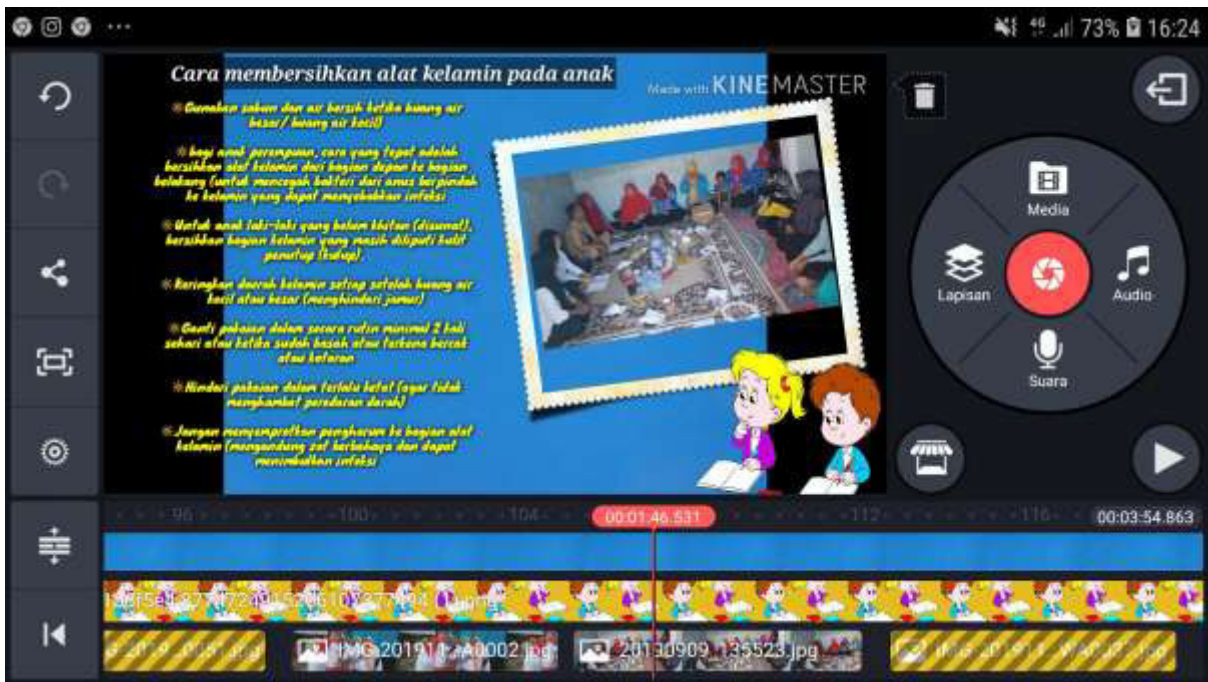 4G 73% 16:24
Cara membersihkan alat kelamin pada anak
Made with KINEMASTER
*Gunakan sabun dan air bersih ketika buang air
besar/ buang air kecil)
*bagi anak perempuan, cara yang tepat adalah
bersihkan alat kelamin dari bagian depan ke bagian
belakang (untuk mencegah bakteri dari anus berpindah
ke kelamin yang dapat menyebabkan infeksi
*Untuk anak laki-laki yang belum khitan (disunat),
bersihkan bagian kelamin yang masih diliputi kulit
penutup (kulup),
*Keringkan daerah kelamin setiap setelah buang air
kecil atau besar (menghindari jamur)
*Ganti pakaian dalam secara rutin minimal 2 kali
sehari atau ketika sudah basah atau terkena bercak
atau kotoran
*Hindari pakaian dalam terlalu ketat (agar tidak
menghambat peredaran darah)
*Jangan menyemprotkan pengharum ke bagian alat
kelamin (mengandung zat berbahaya dan dapat
menimbulkan infeksi
Media
Lapisan
Audio
Suara
96 100 104 00:01:46.531 112 116 00:03:54.863
IMG-201911...A0002.jpg
20190909_135523.jpg